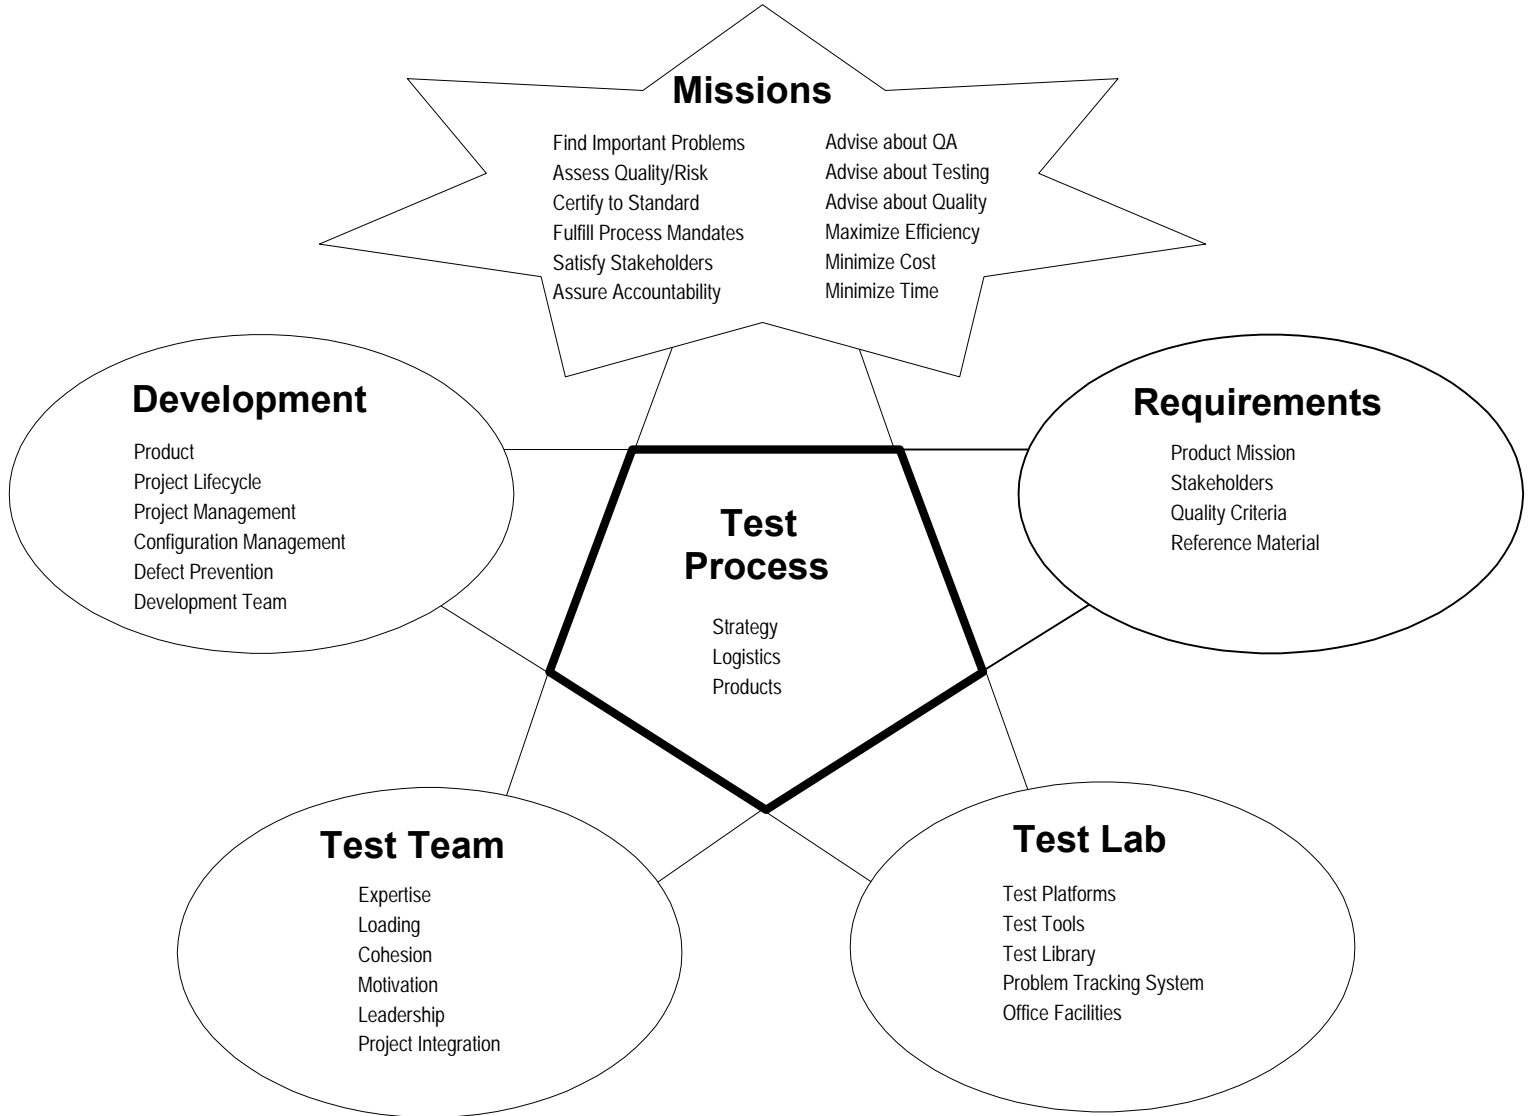 Missions
Find Important Problems
Assess Quality/Risk
Certify to Standard
Fulfill Process Mandates
Satisfy Stakeholders
Assure Accountability
Advise about QA
Advise about Testing
Advise about Quality
Maximize Efficiency
Minimize Cost
Minimize Time
Development
Product
Project Lifecycle
Project Management
Configuration Management
Defect Prevention
Development Team
Test
Process
Strategy
Logistics
Products
Requirements
Product Mission
Stakeholders
Quality Criteria
Reference Material
Test Team
Expertise
Loading
Cohesion
Motivation
Leadership
Project Integration
Test Lab
Test Platforms
Test Tools
Test Library
Problem Tracking System
Office Facilities